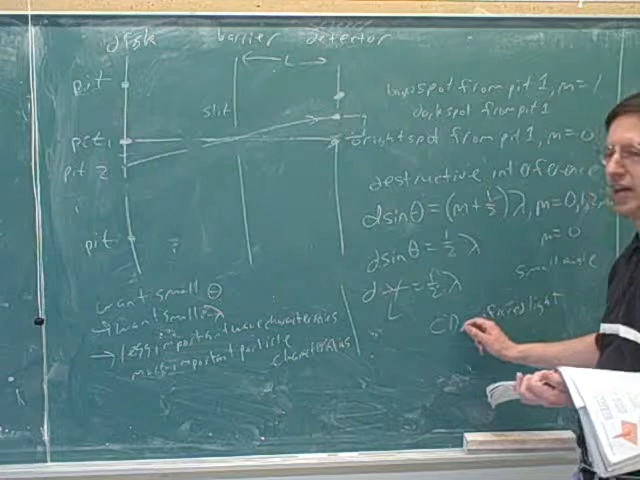 disk barrier detector
L
pit
slit
pit 1
pit 2
pit
bright spot from pit 1, m = 1
dark spot from pit 1
bright spot from pit 1, m = 0
destructive interference
d sin θ = (m + 1/2) λ, m = 0, 1, 2,
m = 0
d sin θ = 1/2 λ
small angle
d y/L = 1/2 λ
CD, fixed light
want small θ
→ want small λ
→ less important wave characteristics
more important particle
characteristics